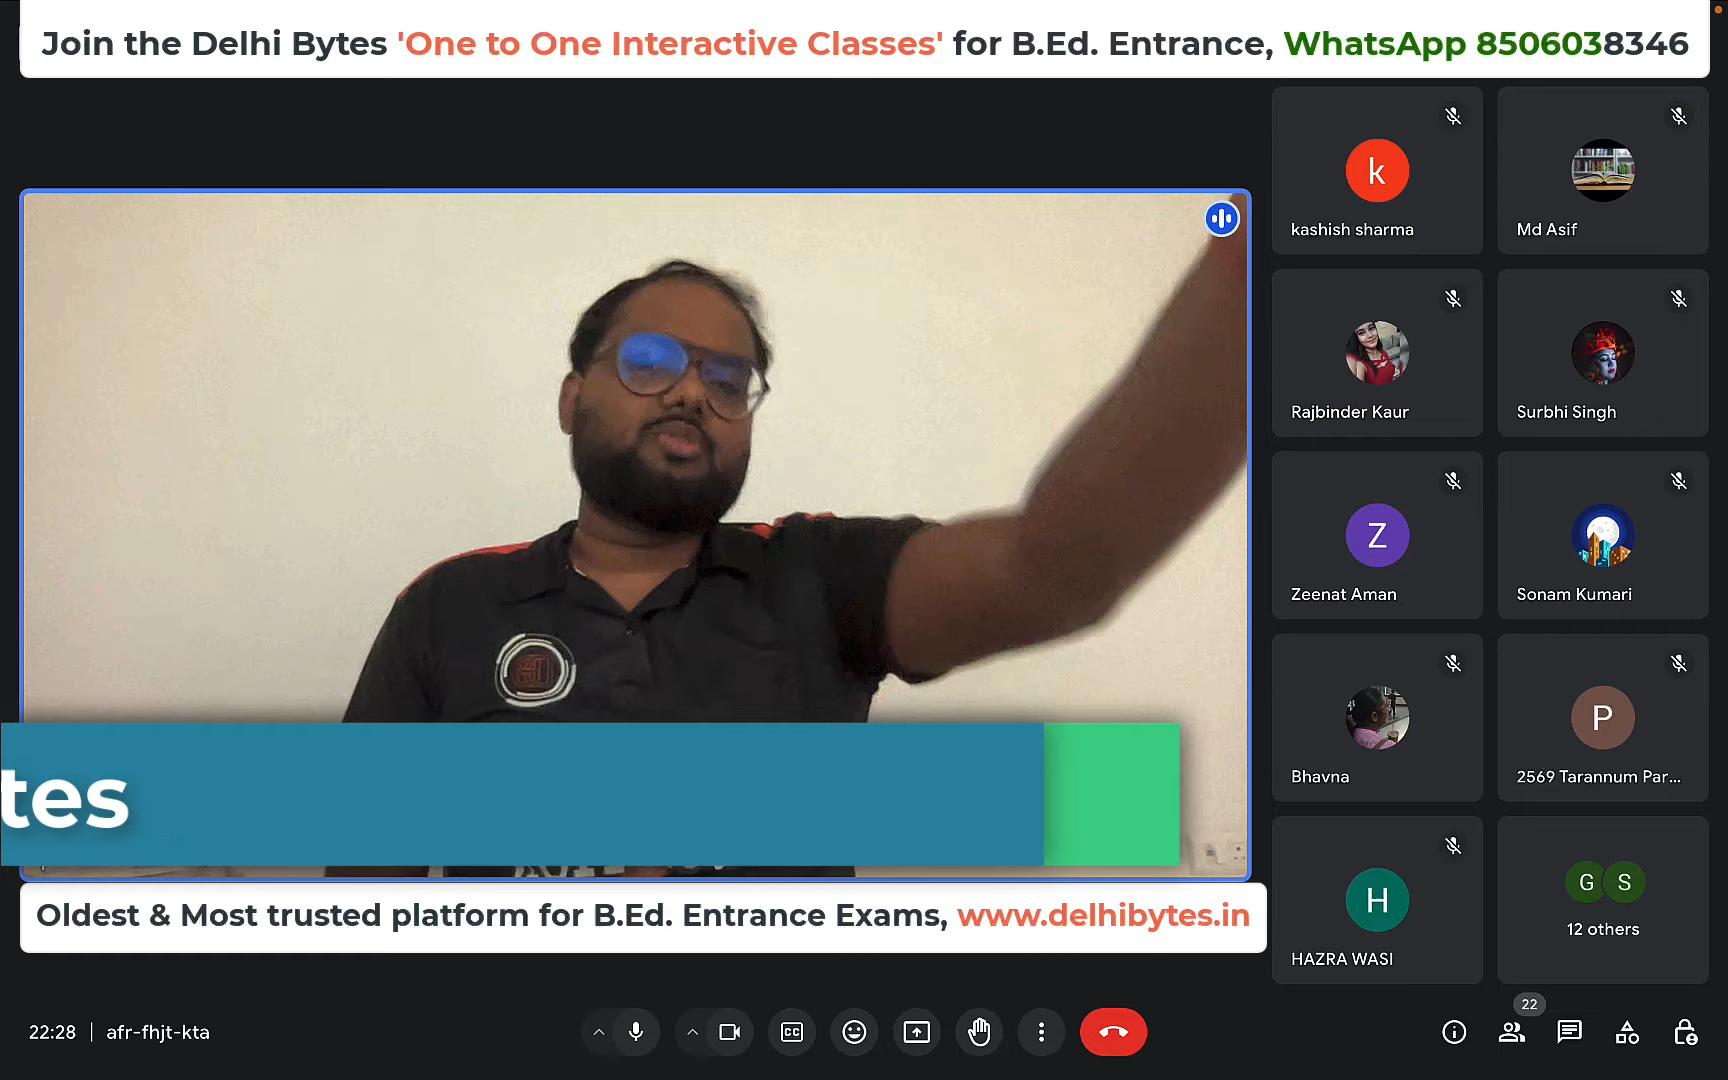 Join the Delhi Bytes 'One to One Interactive Classes' for B.Ed. Entrance, WhatsApp 8506038346
k
kashish sharma
Md Asif
Rajbinder Kaur
Surbhi Singh
Z
Zeenat Aman
Sonam Kumari
Bhavna
P
2569 Tarannum Par...
tes
H
HAZRA WASI
G S
12 others
Oldest & Most trusted platform for B.Ed. Entrance Exams, www.delhibytes.in
22:28 | afr-fhjt-kta
CC
22